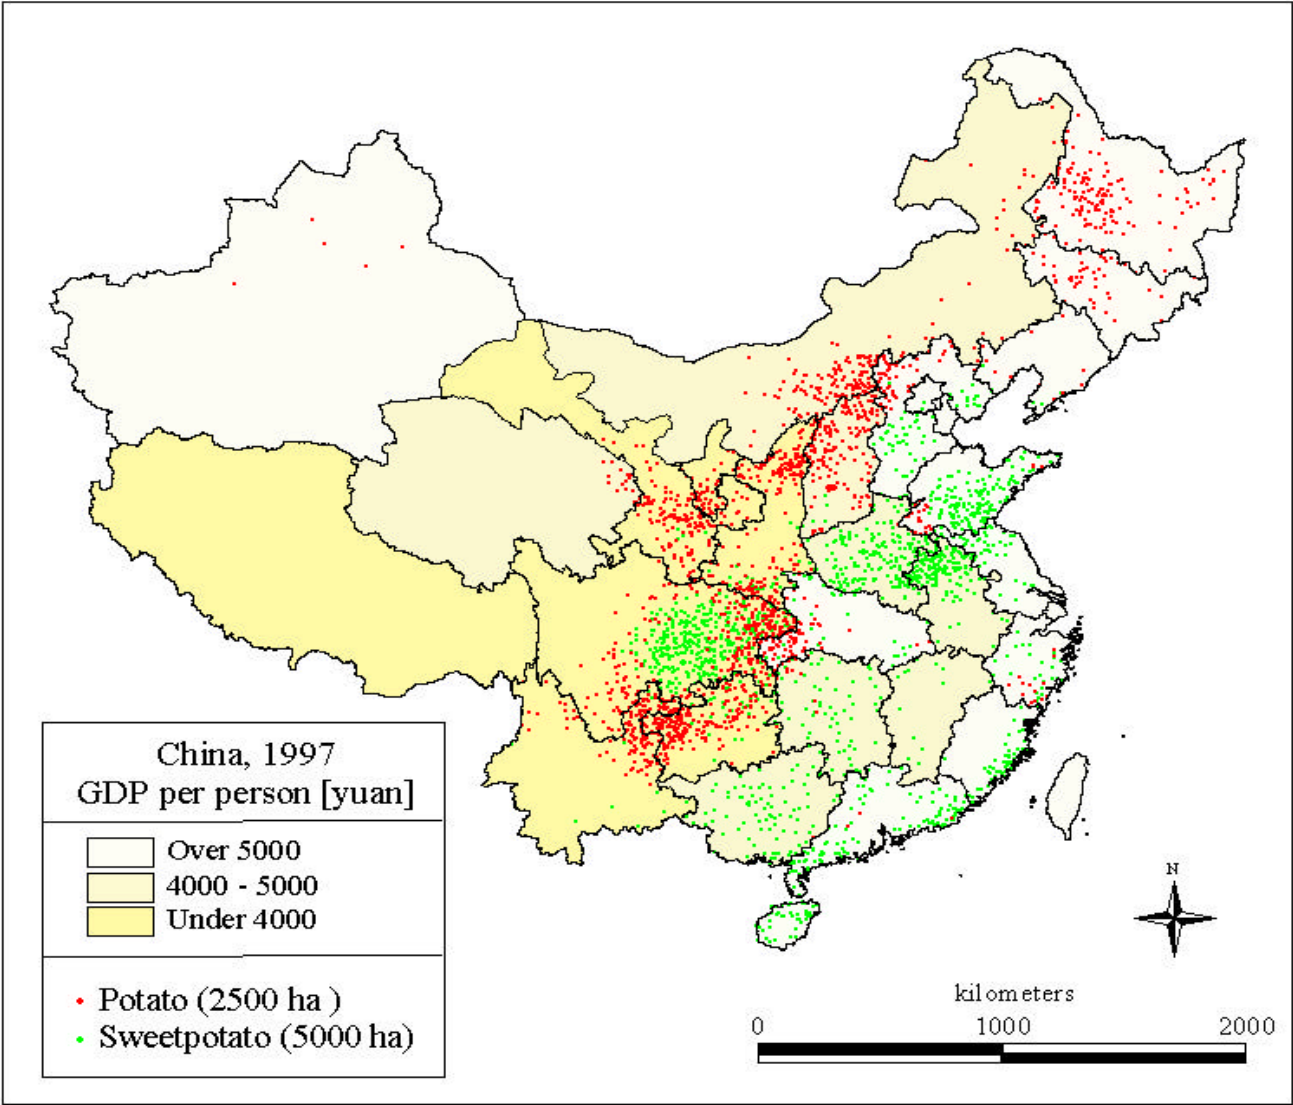 China, 1997
GDP per person [yuan]
Over 5000
4000 - 5000
Under 4000
Potato (2500 ha )
Sweetpotato (5000 ha)
N
kilometers
0 1000 2000